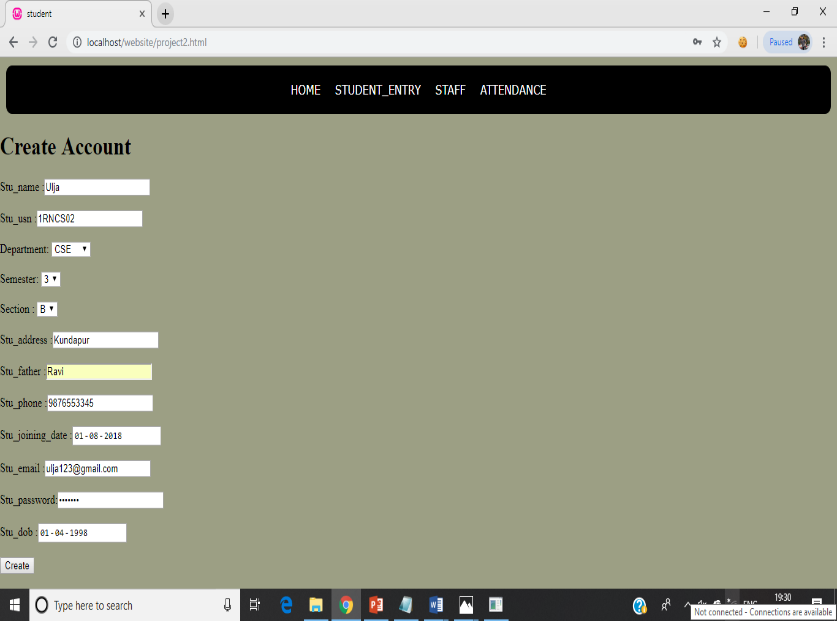 student
localhost/website/project2.html
Paused
HOME STUDENT_ENTRY STAFF ATTENDANCE
Create Account
Stu_name :Ulja
Stu_usn :1RNCS02
Department: CSE
Semester: 3
Section : B
Stu_address :Kundapur
Stu_father :Ravi
Stu_phone :9876553345
Stu_joining_date :01-08-2018
Stu_email :ulja123@gmail.com
Stu_password:•••••••
Stu_dob :01-04-1998
Create
Type here to search
19:30
Not connected - Connections are available